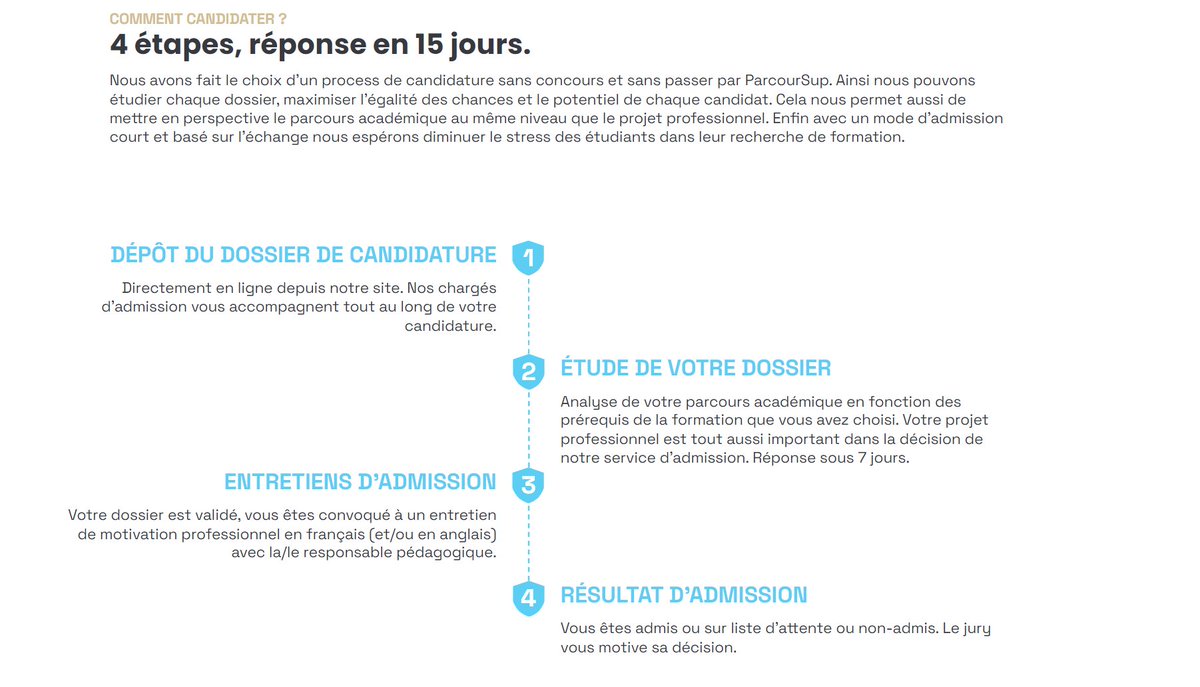 COMMENT CANDIDATER ?
4 étapes, réponse en 15 jours.
Nous avons fait le choix d'un process de candidature sans concours et sans passer par ParcourSup. Ainsi nous pouvons
étudier chaque dossier, maximiser l'égalité des chances et le potentiel de chaque candidat. Cela nous permet aussi de
mettre en perspective le parcours académique au même niveau que le projet professionnel. Enfin avec un mode d'admission
court et basé sur l'échange nous espérons diminuer le stress des étudiants dans leur recherche de formation.
DÉPÔT DU DOSSIER DE CANDIDATURE
1
Directement en ligne depuis notre site. Nos chargés
d'admission vous accompagnent tout au long de votre
candidature.
2
ÉTUDE DE VOTRE DOSSIER
Analyse de votre parcours académique en fonction des
prérequis de la formation que vous avez choisi. Votre projet
professionnel est tout aussi important dans la décision de
notre service d'admission. Réponse sous 7 jours.
ENTRETIENS D'ADMISSION
3
Votre dossier est validé, vous êtes convoqué à un entretien
de motivation professionnel en français (et/ou en anglais)
avec la/le responsable pédagogique.
4
RÉSULTAT D'ADMISSION
Vous êtes admis ou sur liste d'attente ou non-admis. Le jury
vous motive sa décision.